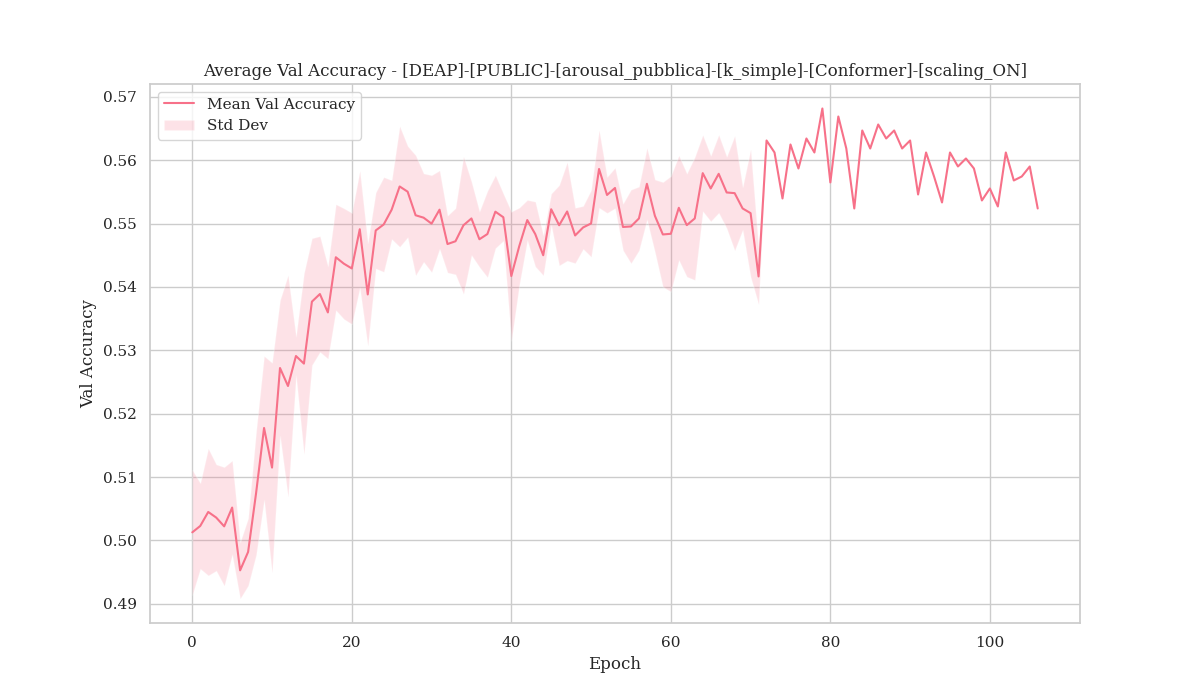 Average Val Accuracy - [DEAP]-[PUBLIC]-[arousal_pubblica]-[k_simple]-[Conformer]-[scaling_ON]
Mean Val Accuracy
Std Dev
Val Accuracy
0.57
0.56
0.55
0.54
0.53
0.52
0.51
0.50
0.49
0 20 40 60 80 100
Epoch